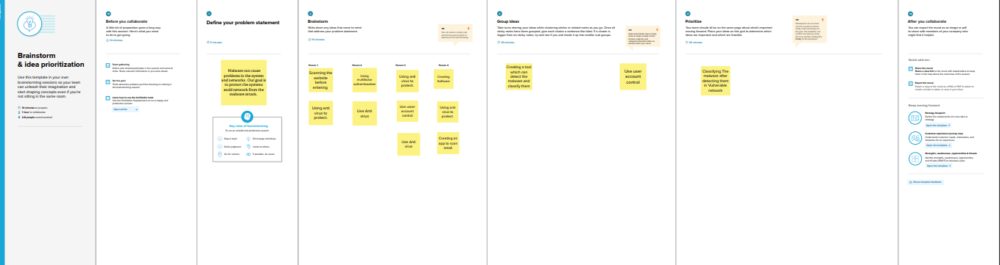 Brainstorm
& idea prioritization
Use this template in your own
brainstorming sessions so your team
can unleash their imagination and
start shaping concepts even if you're
not sitting in the same room.
10 minutes to prepare
1 hour to collaborate
2-8 people recommended
Before you collaborate
A little bit of preparation goes a long way
with this session. Here's what you need
to do to get going.
10 minutes
Team gathering
Set the goal
Learn how to use the facilitation tools
Open article
Define your problem statement
5 minutes
Malware can cause
problems in the system
and networks . Our goal is
to protect the systems
and network from the
malware attack.
Key rules of brainstorming
To run an smooth and productive session
Stay in topic.
Encourage wild ideas.
Defer judgment.
Listen to others.
Go for volume.
If possible, be visual.
Brainstorm
Write down any ideas that come to mind
that address your problem statement.
10 minutes
Person 1
Scanning the
website
before
entering
Using anti
virus to
protect.
Person 2
Using
multifactor
authentication
Use Anti
virus
Person 3
Using anti
virus to
protect.
Use user
account
control
Use Anti
virus
Person 4
Creating
Software
Using anti
virus to
protect.
Creating an
app to scan
email
Group ideas
Take turns sharing your ideas while clustering similar or related notes as you go. Once all
sticky notes have been grouped, give each cluster a sentence-like label. If a cluster is
bigger than six sticky notes, try and see if you and break it up into smaller sub-groups.
20 minutes
Creating a tool
which can
detect the
malware and
classify them
Use user
account
control
Prioritize
Your team should all be on the same page about what's important
moving forward. Place your ideas on this grid to determine which
ideas are important and which are feasible.
20 minutes
Classifying The
malware after
detecting them
in Vulnerable
network
After you collaborate
You can export the mural as an image or pdf
to share with members of your company who
might find it helpful.
Quick add-ons
Share the mural
Export the mural
Keep moving forward
Strategy blueprint
Define the components of a new idea or
strategy.
Open the template
Customer experience journey map
Understand customer needs, motivations, and
obstacles for an experience.
Open the template
Strengths, weaknesses, opportunities & threats
Identify strengths, weaknesses, opportunities,
and threats (SWOT) to develop a plan.
Open the template
Share template feedback